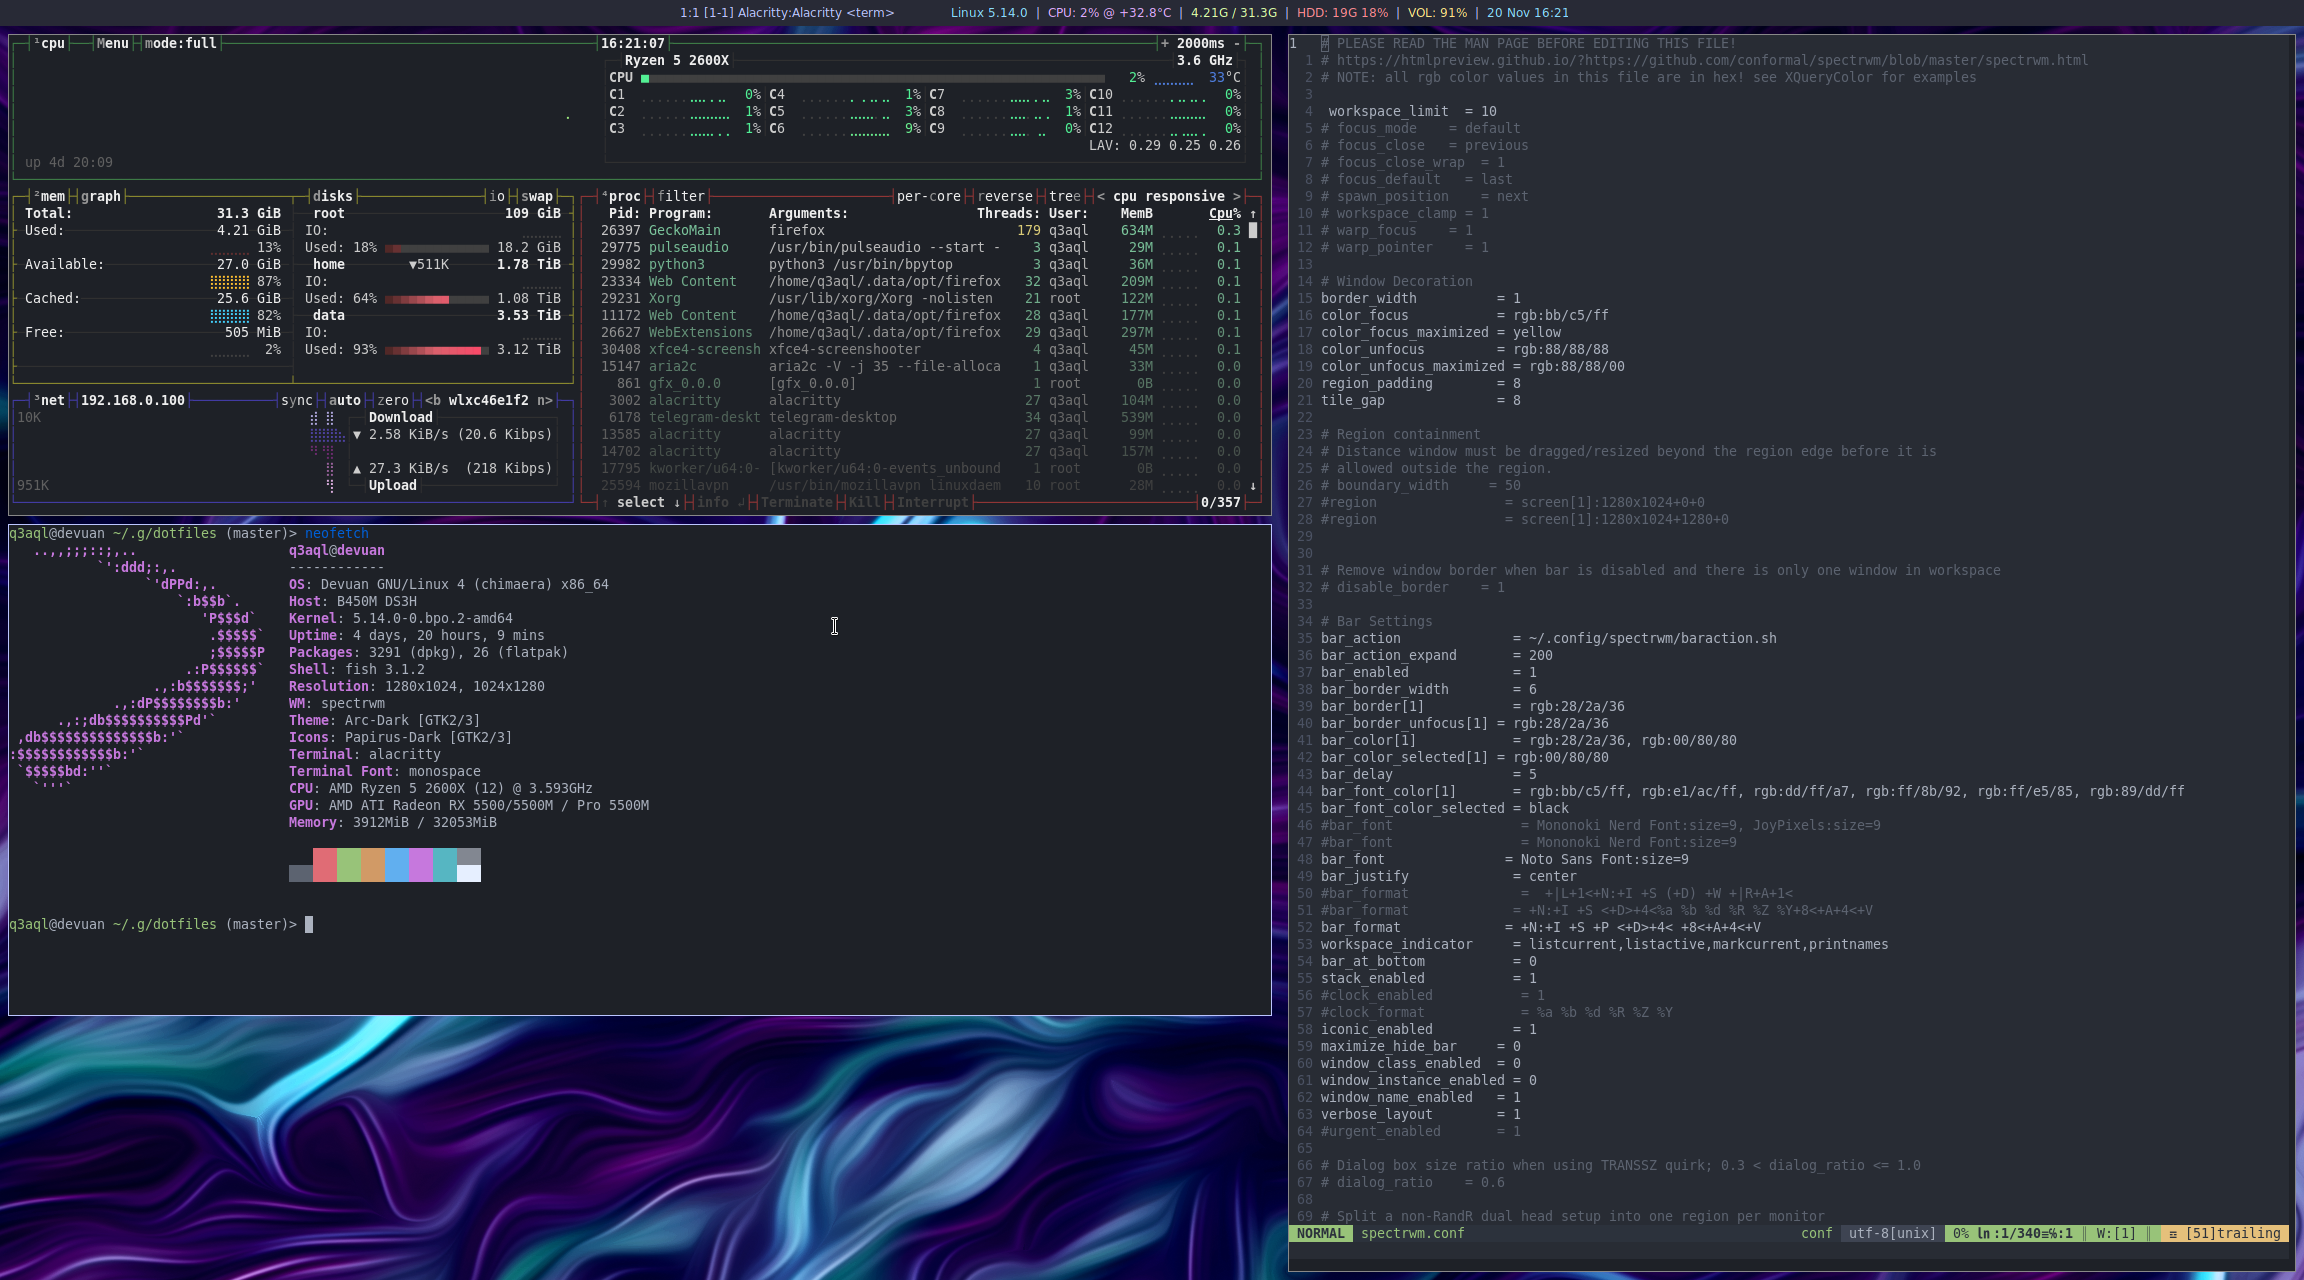 1:1 [1-1] Alacritty:Alacritty <term> Linux 5.14.0 | CPU: 2% @ +32.8°C | 4.21G / 31.3G | HDD: 19G 18% | VOL: 91% | 20 Nov 16:21
¹cpu Menu mode:full 16:21:07 + 2000ms -
Ryzen 5 2600X 3.6 GHz
CPU 2% 33°C
C1 0% C4 1% C7 3% C10 0%
C2 1% C5 3% C8 1% C11 0%
C3 1% C6 9% C9 0% C12 0%
LAV: 0.29 0.25 0.26
up 4d 20:09
²mem graph disks io swap
Total: 31.3 GiB root 109 GiB
Used: 4.21 GiB IO:
13% Used: 18% 18.2 GiB
Available: 27.0 GiB home ▼511K 1.78 TiB
87% IO:
Cached: 25.6 GiB Used: 64% 1.08 TiB
82% data 3.53 TiB
Free: 505 MiB IO:
2% Used: 93% 3.12 TiB
³net 192.168.0.100 sync auto zero <b wlxc46e1f2 n>
10K Download
▼ 2.58 KiB/s (20.6 Kibps)
▲ 27.3 KiB/s (218 Kibps)
951K Upload
⁴proc filter per-core reverse tree < cpu responsive >
Pid: Program: Arguments: Threads: User: MemB Cpu% ↑
26397 GeckoMain firefox 179 q3aql 634M 0.3
29775 pulseaudio /usr/bin/pulseaudio --start - 3 q3aql 29M 0.1
29982 python3 python3 /usr/bin/bpytop 3 q3aql 36M 0.1
23334 Web Content /home/q3aql/.data/opt/firefox 32 q3aql 209M 0.1
29231 Xorg /usr/lib/xorg/Xorg -nolisten 21 root 122M 0.1
11172 Web Content /home/q3aql/.data/opt/firefox 28 q3aql 177M 0.1
26627 WebExtensions /home/q3aql/.data/opt/firefox 29 q3aql 297M 0.1
30408 xfce4-screensh xfce4-screenshooter 4 q3aql 45M 0.1
15147 aria2c aria2c -V -j 35 --file-alloca 1 q3aql 33M 0.0
861 gfx_0.0.0 [gfx_0.0.0] 1 root 0B 0.0
3002 alacritty alacritty 27 q3aql 104M 0.0
6178 telegram-deskt telegram-desktop 34 q3aql 539M 0.0
13585 alacritty alacritty 27 q3aql 99M 0.0
14702 alacritty alacritty 27 q3aql 157M 0.0
17795 kworker/u64:0- [kworker/u64:0-events_unbound 1 root 0B 0.0
25594 mozillavpn /usr/bin/mozillavpn linuxdaem 10 root 28M 0.0 ↓
↑ select ↓ info ↲ Terminate Kill Interrupt 0/357
q3aql@devuan ~/.g/dotfiles (master)> neofetch
..,,;;;::;,.. q3aql@devuan
`':ddd;:,. ------------
`'dPPd:,. OS: Devuan GNU/Linux 4 (chimaera) x86_64
`:b$$b`. Host: B450M DS3H
'P$$$d` Kernel: 5.14.0-0.bpo.2-amd64
.$$$$$` Uptime: 4 days, 20 hours, 9 mins
;$$$$$P Packages: 3291 (dpkg), 26 (flatpak)
.:P$$$$$$` Shell: fish 3.1.2
.,:b$$$$$$$;' Resolution: 1280x1024, 1024x1280
.,:dP$$$$$$$$b:' WM: spectrwm
.,:;db$$$$$$$$$$Pd'` Theme: Arc-Dark [GTK2/3]
,db$$$$$$$$$$$$$$b:'` Icons: Papirus-Dark [GTK2/3]
:$$$$$$$$$$$$b:'` Terminal: alacritty
`$$$$$bd:''` Terminal Font: monospace
`'''` CPU: AMD Ryzen 5 2600X (12) @ 3.593GHz
GPU: AMD ATI Radeon RX 5500/5500M / Pro 5500M
Memory: 3912MiB / 32053MiB
q3aql@devuan ~/.g/dotfiles (master)>
1 # PLEASE READ THE MAN PAGE BEFORE EDITING THIS FILE!
1 # https://htmlpreview.github.io/?https://github.com/conformal/spectrwm/blob/master/spectrwm.html
2 # NOTE: all rgb color values in this file are in hex! see XQueryColor for examples
3
4 workspace_limit = 10
5 # focus_mode = default
6 # focus_close = previous
7 # focus_close_wrap = 1
8 # focus_default = last
9 # spawn_position = next
10 # workspace_clamp = 1
11 # warp_focus = 1
12 # warp_pointer = 1
13
14 # Window Decoration
15 border_width = 1
16 color_focus = rgb:bb/c5/ff
17 color_focus_maximized = yellow
18 color_unfocus = rgb:88/88/88
19 color_unfocus_maximized = rgb:88/88/00
20 region_padding = 8
21 tile_gap = 8
22
23 # Region containment
24 # Distance window must be dragged/resized beyond the region edge before it is
25 # allowed outside the region.
26 # boundary_width = 50
27 #region = screen[1]:1280x1024+0+0
28 #region = screen[1]:1280x1024+1280+0
29
30
31 # Remove window border when bar is disabled and there is only one window in workspace
32 # disable_border = 1
33
34 # Bar Settings
35 bar_action = ~/.config/spectrwm/baraction.sh
36 bar_action_expand = 200
37 bar_enabled = 1
38 bar_border_width = 6
39 bar_border[1] = rgb:28/2a/36
40 bar_border_unfocus[1] = rgb:28/2a/36
41 bar_color[1] = rgb:28/2a/36, rgb:00/80/80
42 bar_color_selected[1] = rgb:00/80/80
43 bar_delay = 5
44 bar_font_color[1] = rgb:bb/c5/ff, rgb:e1/ac/ff, rgb:dd/ff/a7, rgb:ff/8b/92, rgb:ff/e5/85, rgb:89/dd/ff
45 bar_font_color_selected = black
46 #bar_font = Mononoki Nerd Font:size=9, JoyPixels:size=9
47 #bar_font = Mononoki Nerd Font:size=9
48 bar_font = Noto Sans Font:size=9
49 bar_justify = center
50 #bar_format = +|L+1<+N:+I +S (+D) +W +|R+A+1<
51 #bar_format = +N:+I +S <+D>+4<%a %b %d %R %Z %Y+8<+A+4<+V
52 bar_format = +N:+I +S +P <+D>+4< +8<+A+4<+V
53 workspace_indicator = listcurrent,listactive,markcurrent,printnames
54 bar_at_bottom = 0
55 stack_enabled = 1
56 #clock_enabled = 1
57 #clock_format = %a %b %d %R %Z %Y
58 iconic_enabled = 1
59 maximize_hide_bar = 0
60 window_class_enabled = 0
61 window_instance_enabled = 0
62 window_name_enabled = 1
63 verbose_layout = 1
64 #urgent_enabled = 1
65
66 # Dialog box size ratio when using TRANSSZ quirk; 0.3 < dialog_ratio <= 1.0
67 # dialog_ratio = 0.6
68
69 # Split a non-RandR dual head setup into one region per monitor
NORMAL spectrwm.conf conf utf-8[unix] 0% ㏑:1/340≡℅:1 W:[1] ☲ [51]trailing